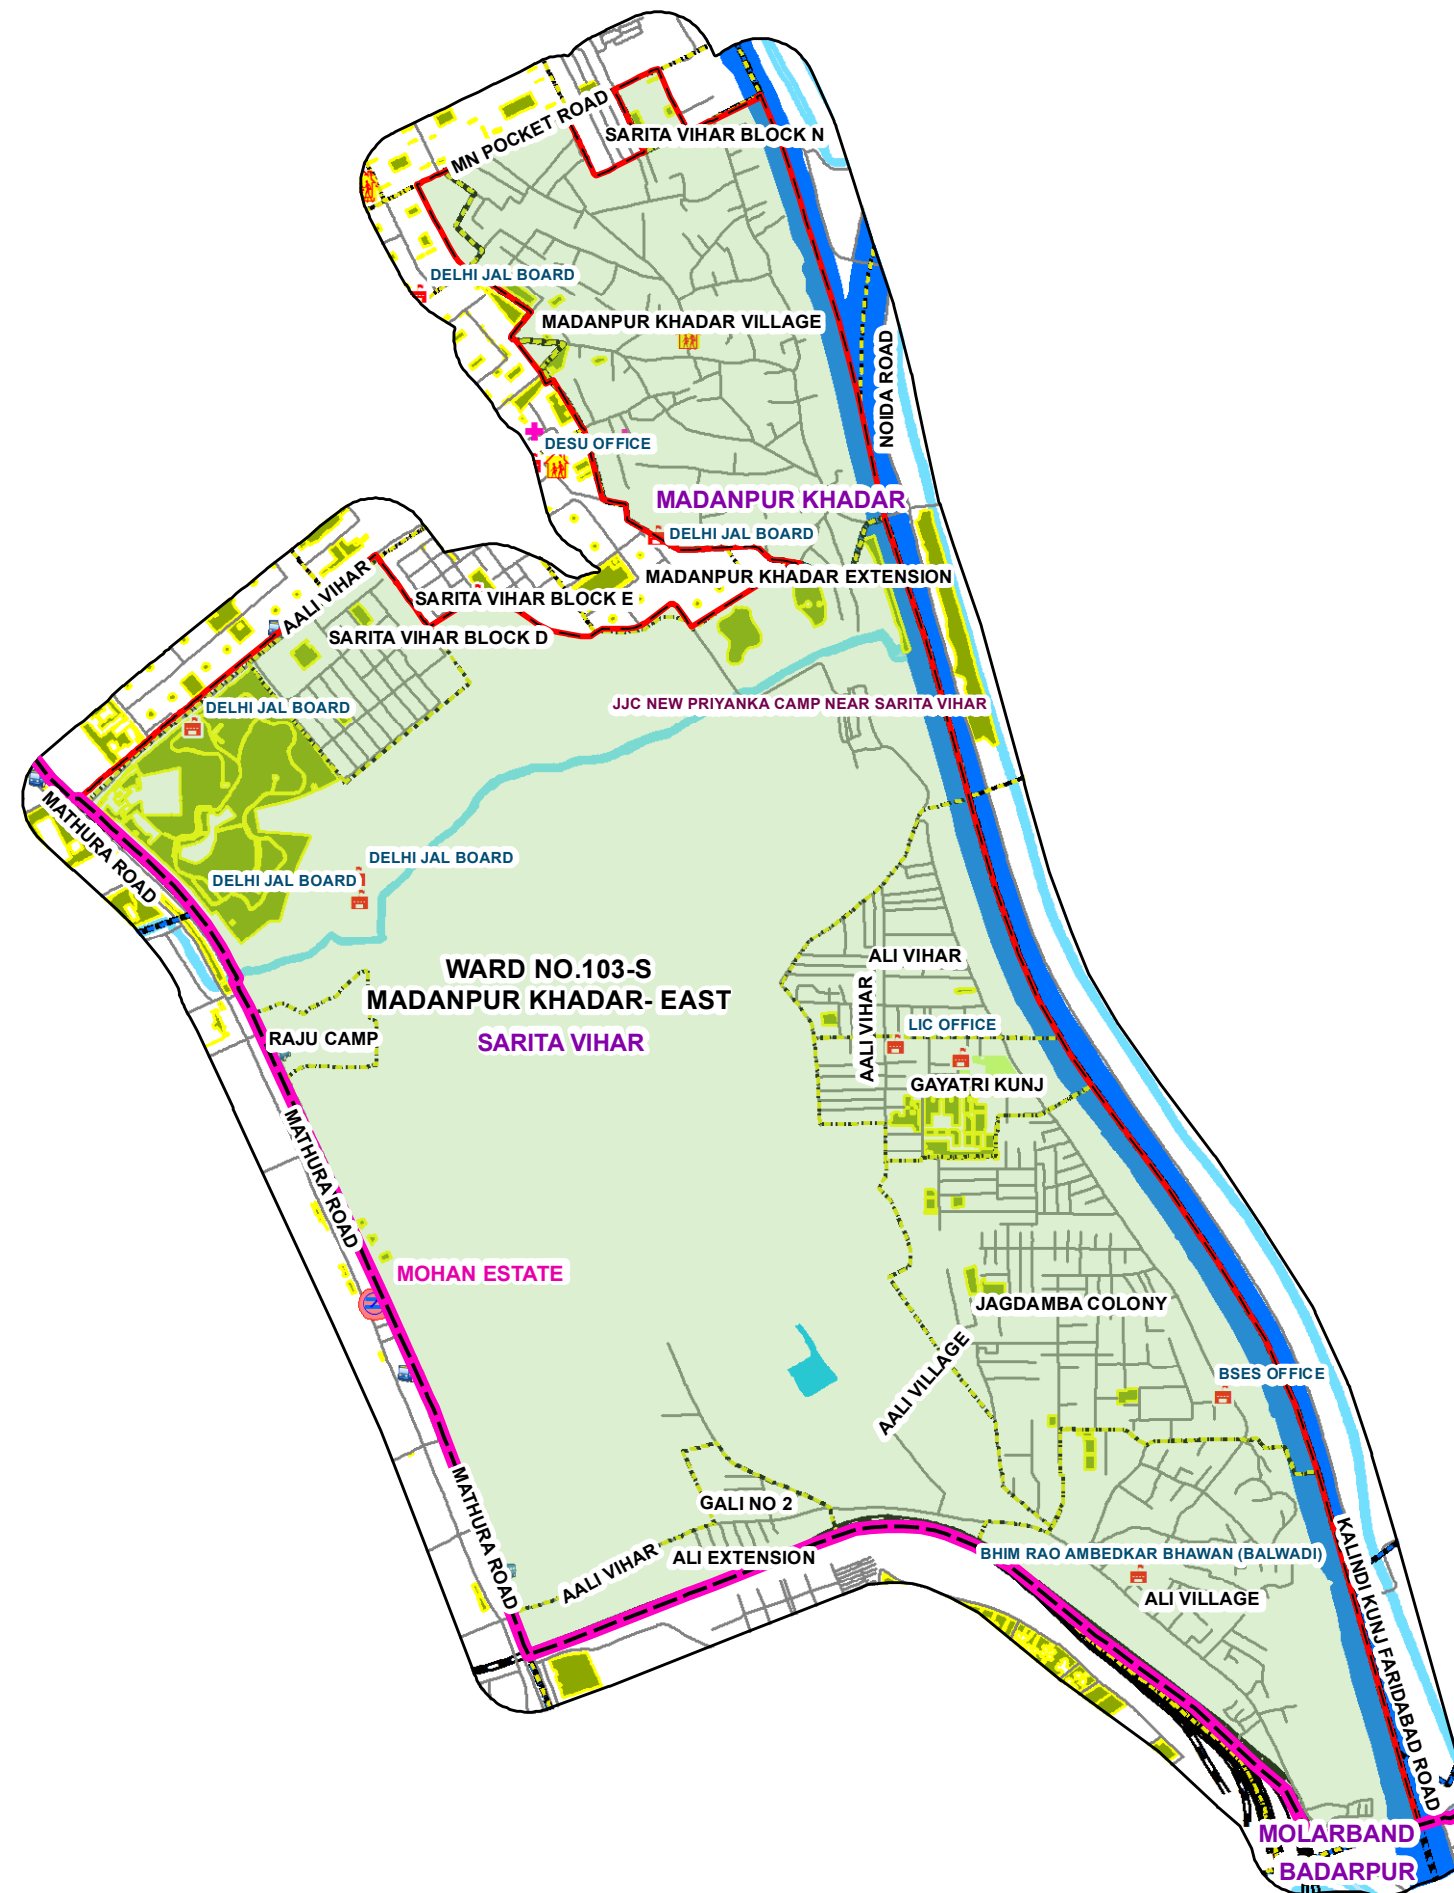 MN POCKET ROAD
SARITA VIHAR BLOCK N
DELHI JAL BOARD
MADANPUR KHADAR VILLAGE
NOIDA ROAD
DESU OFFICE
MADANPUR KHADAR
DELHI JAL BOARD
MADANPUR KHADAR EXTENSION
AALI VIHAR
SARITA VIHAR BLOCK E
SARITA VIHAR BLOCK D
DELHI JAL BOARD
JJC NEW PRIYANKA CAMP NEAR SARITA VIHAR
MATHURA ROAD
DELHI JAL BOARD
DELHI JAL BOARD
WARD NO.103-S
MADANPUR KHADAR- EAST
SARITA VIHAR
ALI VIHAR
AALI VIHAR
LIC OFFICE
RAJU CAMP
GAYATRI KUNJ
MATHURA ROAD
MOHAN ESTATE
JAGDAMBA COLONY
AALI VILLAGE
BSES OFFICE
MATHURA ROAD
GALI NO 2
AALI VIHAR
ALI EXTENSION
BHIM RAO AMBEDKAR BHAWAN (BALWADI)
ALI VILLAGE
KALINDI KUNJ FARIDABAD ROAD
MOLARBAND
BADARPUR